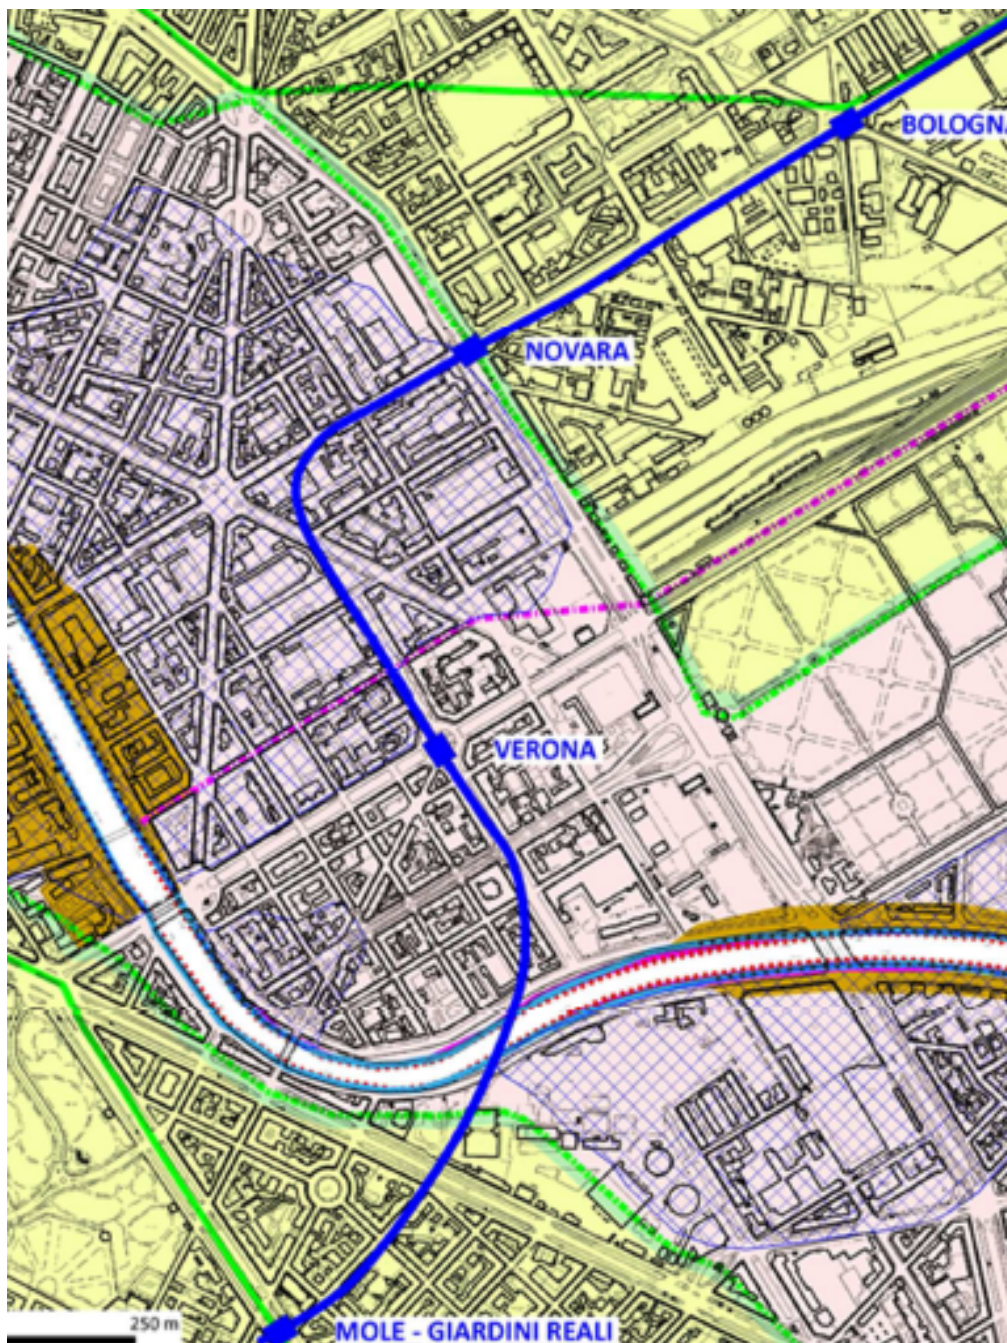 BOLOGNA
NOVARA
VERONA
250 m
MOLE - GIARDINI REALI